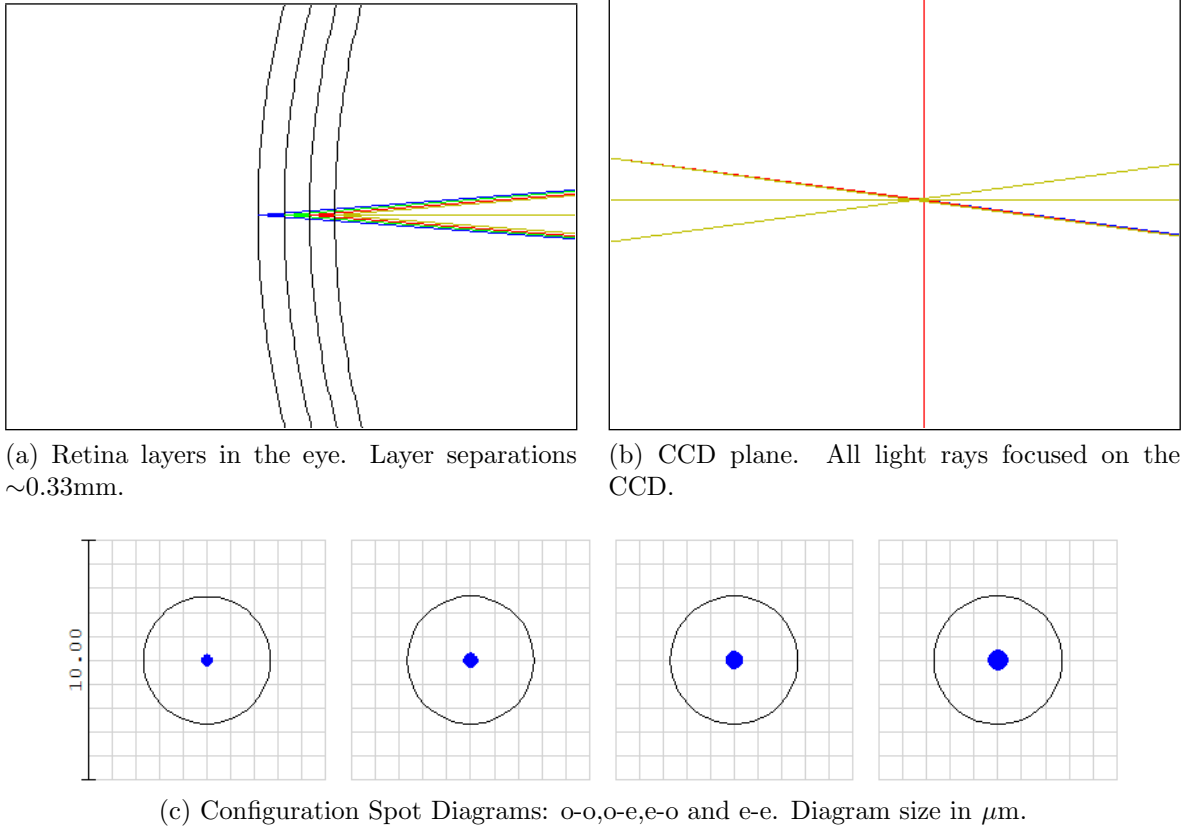 (a) Retina layers in the eye. Layer separations
∼0.33mm.
(b) CCD plane. All light rays focused on the
CCD.
10.00
(c) Configuration Spot Diagrams: o-o,o-e,e-o and e-e. Diagram size in μm.